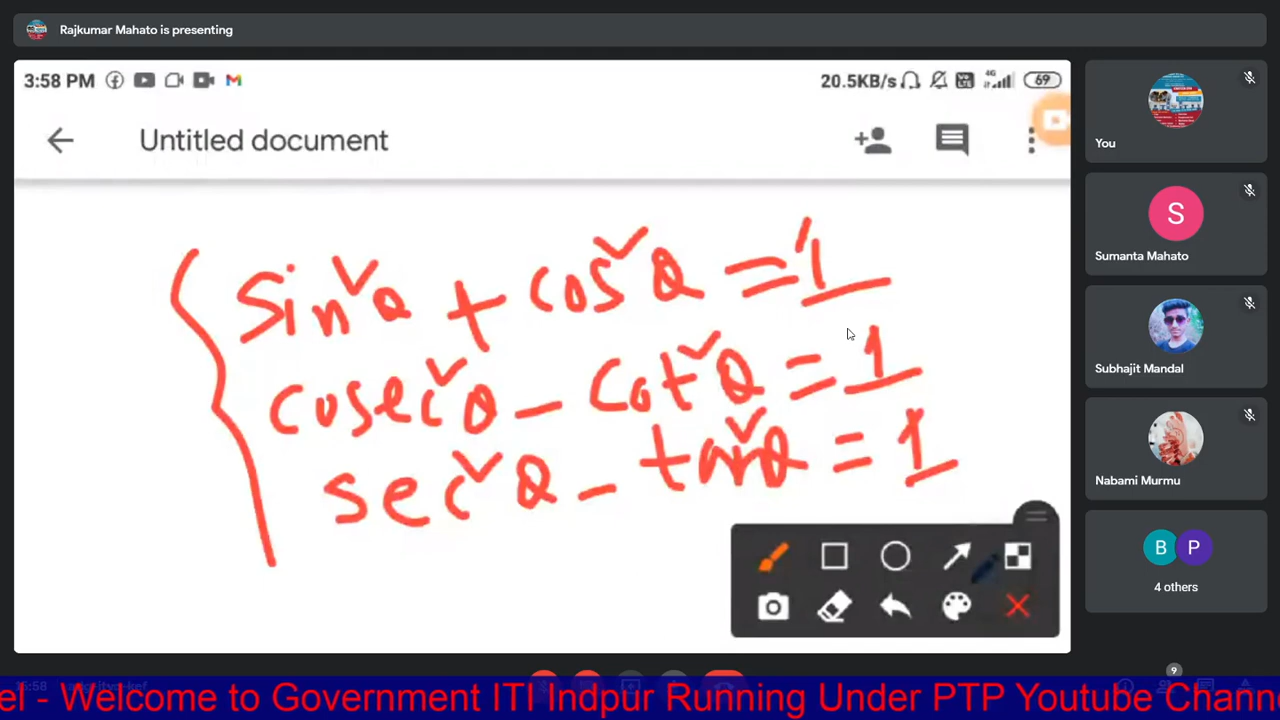 Rajkumar Mahato is presenting
3:58 PM
20.5KB/s
4G
69
Untitled document
You
Sumanta Mahato
Subhajit Mandal
Nabami Murmu
4 others
S
B
P
sin²θ + cos²θ = 1
cosec²θ - cot²θ = 1
sec²θ - tan²θ = 1
9
el - Welcome to Government ITI Indpur Running Under PTP Youtube Chann